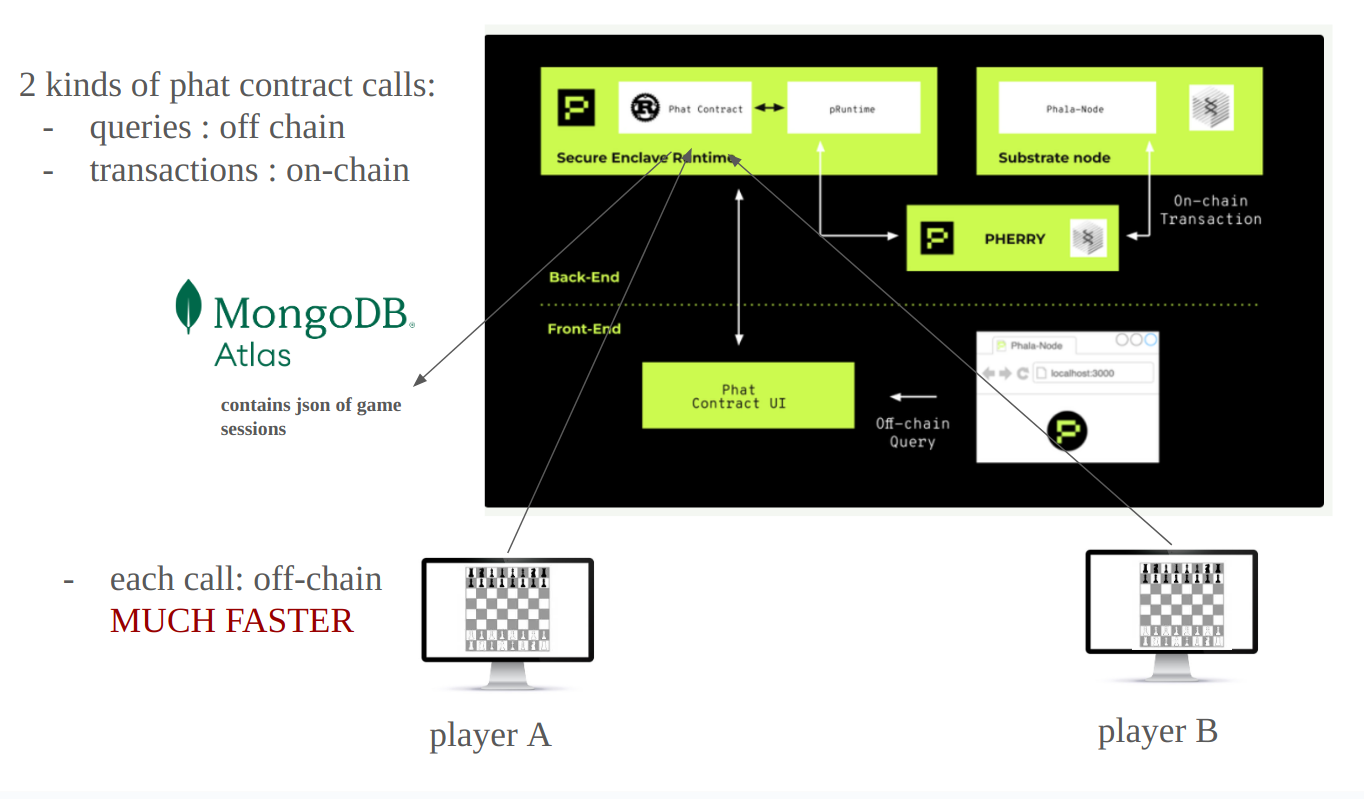 2 kinds of phat contract calls:
- queries : off chain
- transactions : on-chain
MongoDB®
Atlas
contains json of game
sessions
- each call: off-chain
MUCH FASTER
Phat Contract
pRuntime
Secure Enclave Runtime
Phala-Node
Substrate node
On-chain
Transaction
PHERRY
Back-End
Front-End
Phat
Contract UI
Off-chain
Query
Phala-Node
localhost:3000
player A
player B